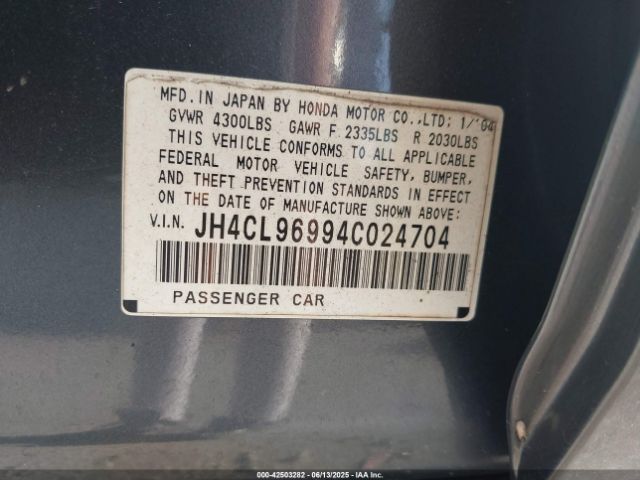 MFD. IN JAPAN BY HONDA MOTOR CO., LTD; 1/'04
GVWR 4300LBS GAWR F 2335LBS R 2030LBS
THIS VEHICLE CONFORMS TO ALL APPLICABLE
FEDERAL MOTOR VEHICLE SAFETY, BUMPER,
AND THEFT PREVENTION STANDARDS IN EFFECT
ON THE DATE OF MANUFACTURE SHOWN ABOVE:
V.I.N. JH4CL96994C024704
PASSENGER CAR
000-42503282 - 06/13/2025 - IAA Inc.